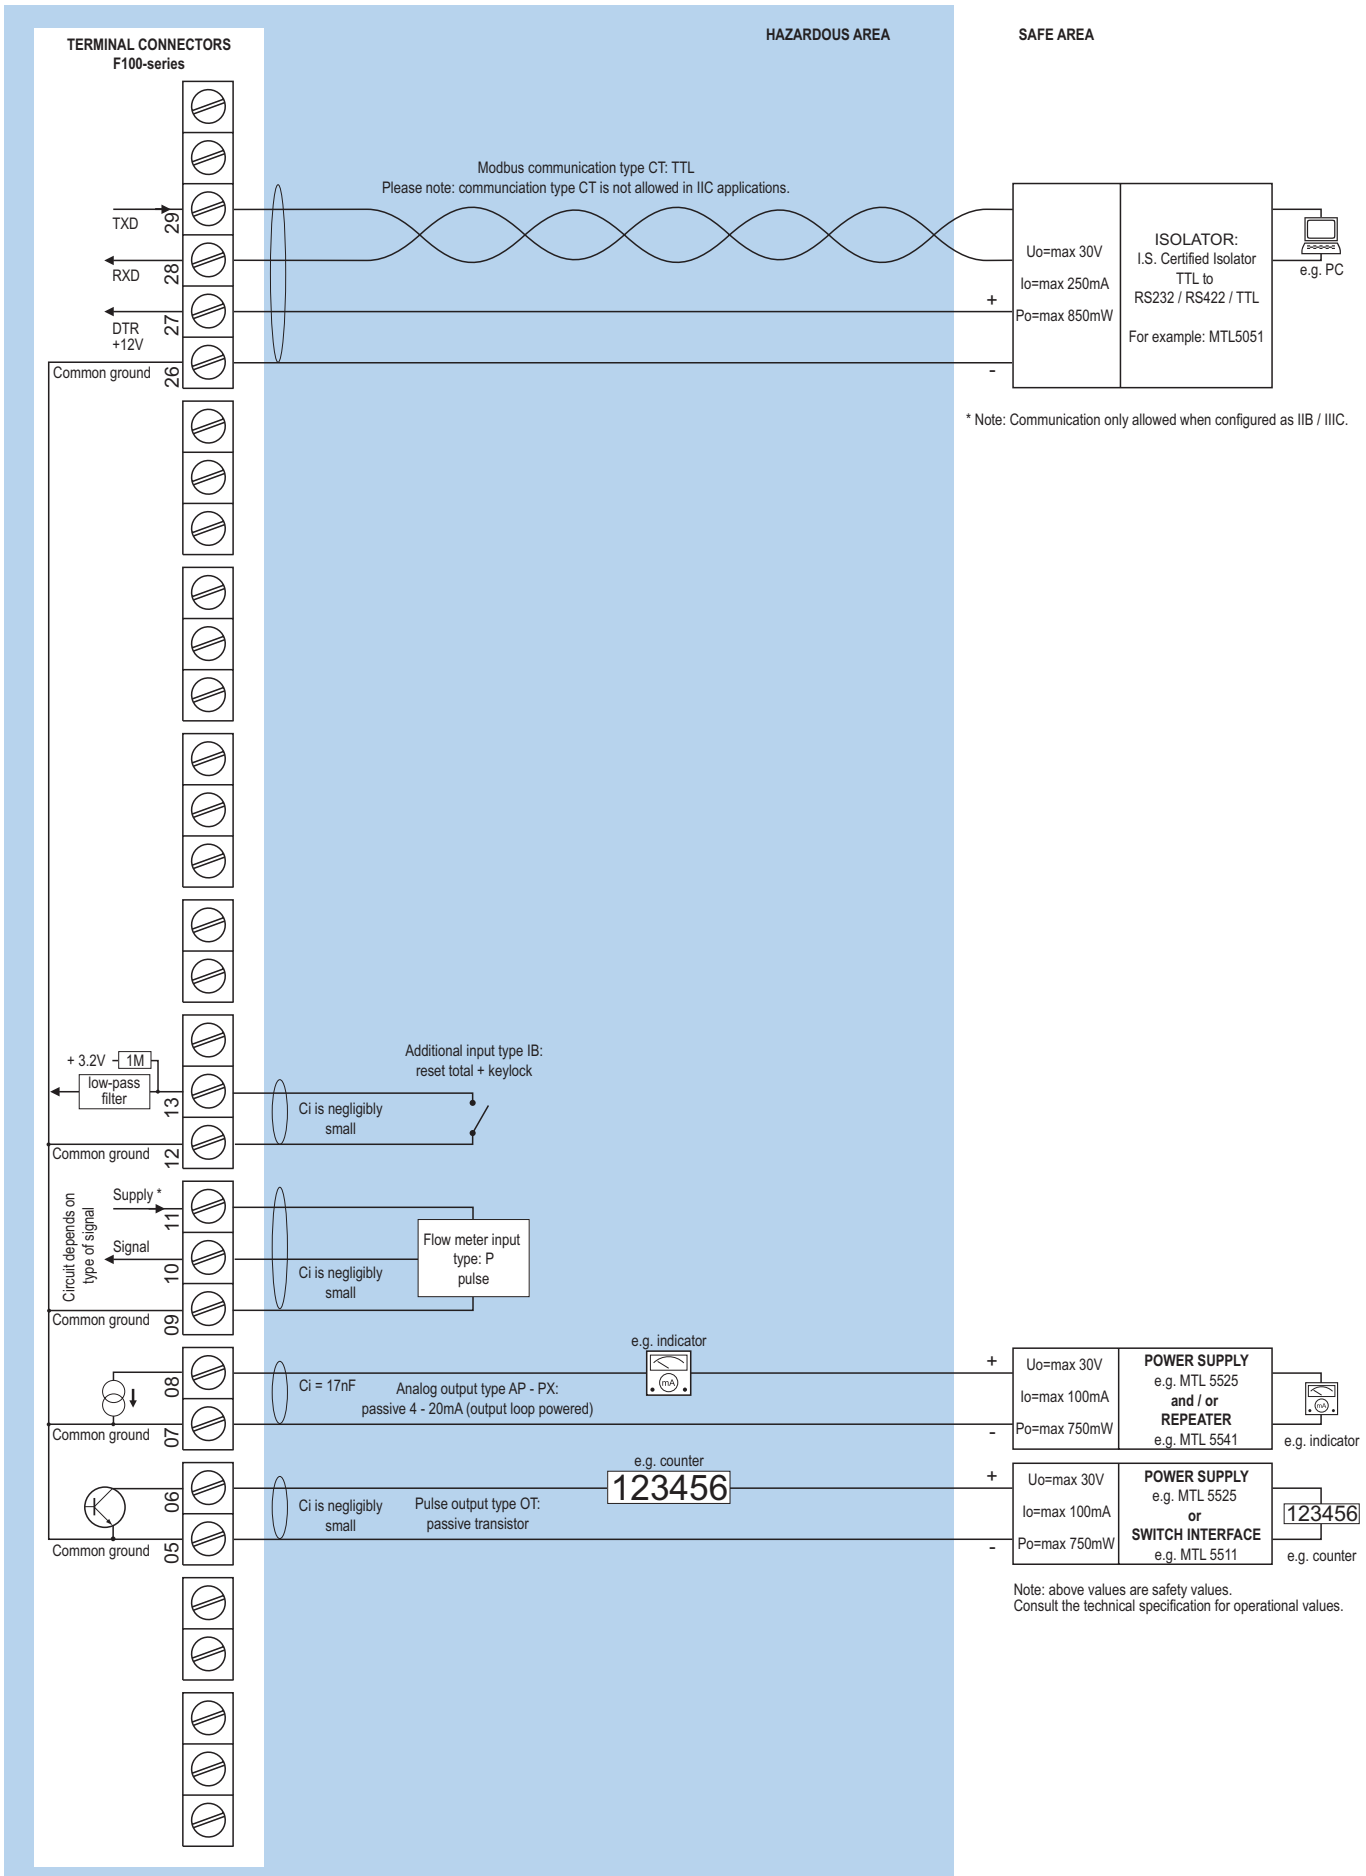 HAZARDOUS AREA
SAFE AREA
TERMINAL CONNECTORS
F100-series
Modbus communication type CT: TTL
Please note: communciation type CT is not allowed in IIC applications.
TXD
29
RXD
28
DTR
+12V
27
Common ground
26
+
-
Uo=max 30V
Io=max 250mA
Po=max 850mW
ISOLATOR:
I.S. Certified Isolator
TTL to
RS232 / RS422 / TTL
For example: MTL5051
e.g. PC
* Note: Communication only allowed when configured as IIB / IIIC.
+ 3.2V
1M
low-pass
filter
13
Common ground
12
Additional input type IB:
reset total + keylock
Ci is negligibly
small
Circuit depends on
type of signal
Supply *
11
Signal
10
Common ground
09
Ci is negligibly
small
Flow meter input
type: P
pulse
08
Common ground
07
Ci = 17nF
Analog output type AP - PX:
passive 4 - 20mA (output loop powered)
e.g. indicator
mA
+
-
Uo=max 30V
Io=max 100mA
Po=max 750mW
POWER SUPPLY
e.g. MTL 5525
and / or
REPEATER
e.g. MTL 5541
mA
e.g. indicator
06
Common ground
05
Ci is negligibly
small
Pulse output type OT:
passive transistor
e.g. counter
123456
+
-
Uo=max 30V
Io=max 100mA
Po=max 750mW
POWER SUPPLY
e.g. MTL 5525
or
SWITCH INTERFACE
e.g. MTL 5511
123456
e.g. counter
Note: above values are safety values.
Consult the technical specification for operational values.